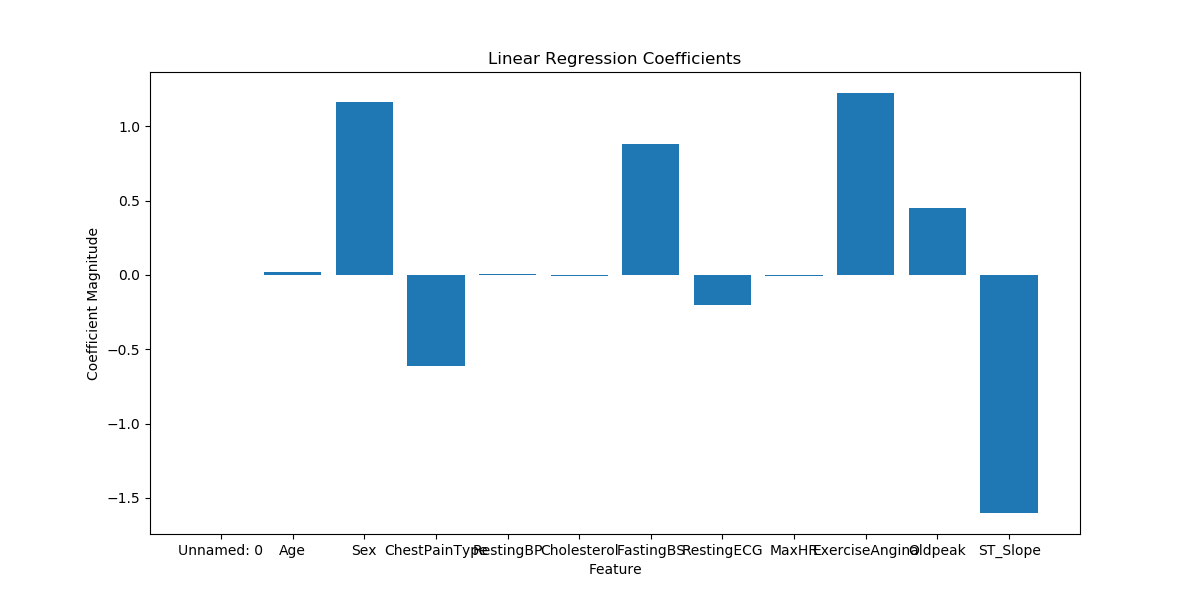 Linear Regression Coefficients
1.0
0.5
0.0
−0.5
−1.0
−1.5
Coefficient Magnitude
Unnamed: 0 Age Sex ChestPainType RestingBP Cholesterol FastingBS RestingECG MaxHR ExerciseAngina Oldpeak ST_Slope
Feature